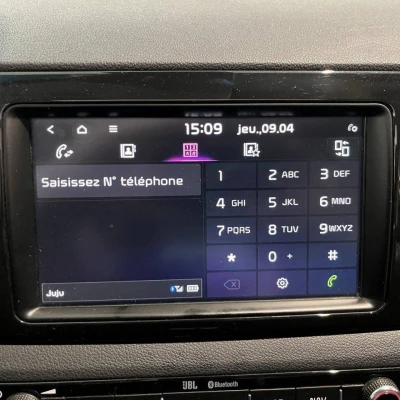 15:09 jeu.,09.04
Saisissez N° téléphone
1 2 ABC 3 DEF
4 GHI 5 JKL 6 MNO
7 PQRS 8 TUV 9 WXYZ
* 0 + #
Juju
JBL Bluetooth
NAV